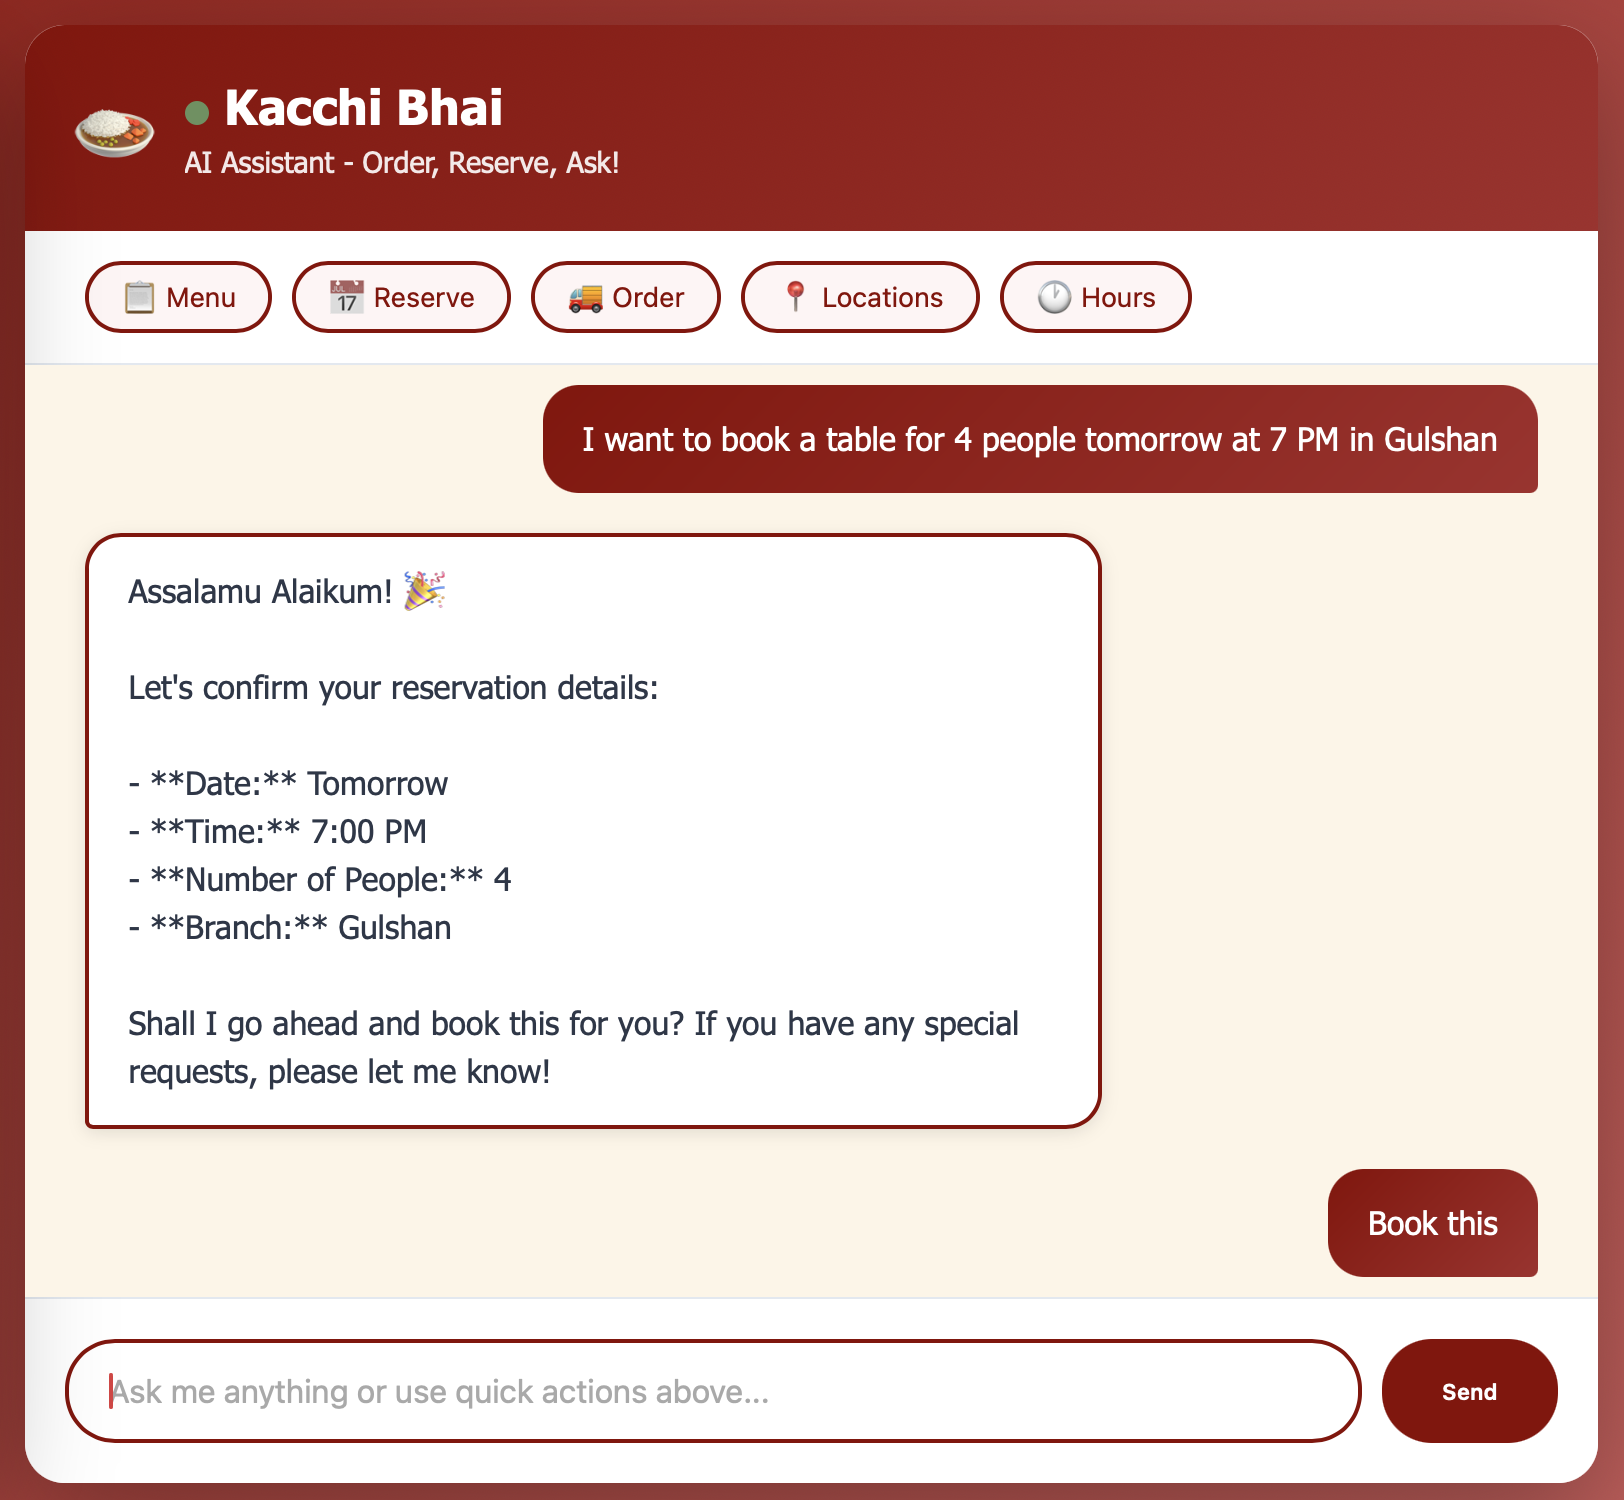 Kacchi Bhai
AI Assistant - Order, Reserve, Ask!
📋 Menu
📅 Reserve
🚚 Order
📍 Locations
🕐 Hours
I want to book a table for 4 people tomorrow at 7 PM in Gulshan
Assalamu Alaikum! 🎉
Let's confirm your reservation details:
- **Date:** Tomorrow
- **Time:** 7:00 PM
- **Number of People:** 4
- **Branch:** Gulshan
Shall I go ahead and book this for you? If you have any special
requests, please let me know!
Book this
Ask me anything or use quick actions above...
Send